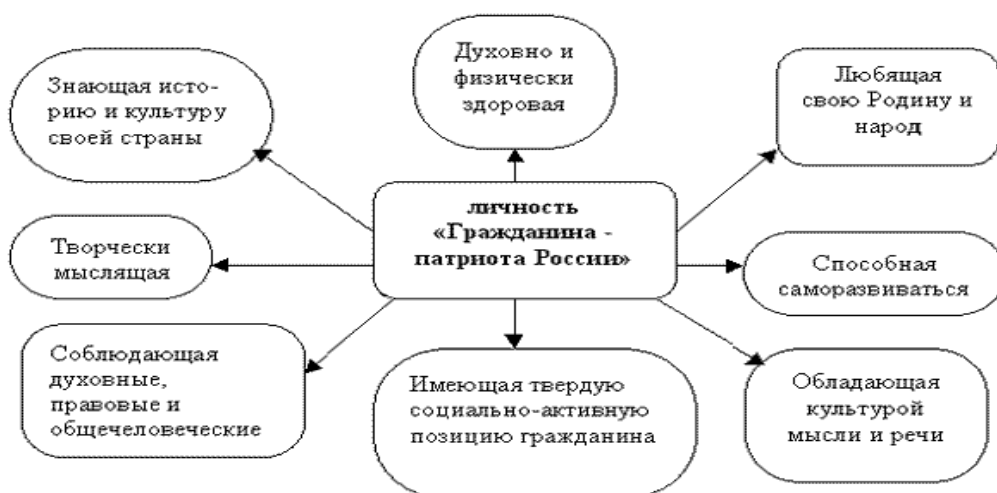 Духовно и
физически
здоровая
Знающая исто-
рию и культуру
своей страны
Любящая
свою Родину и
народ
личность
«Гражданина -
патриота России»
Творчески
мыслящая
Способная
саморазвиваться
Соблюдающая
духовные,
правовые и
общечеловеческие
Имеющая твердую
социально-активную
позицию гражданина
Обладающая
культурой
мысли и речи